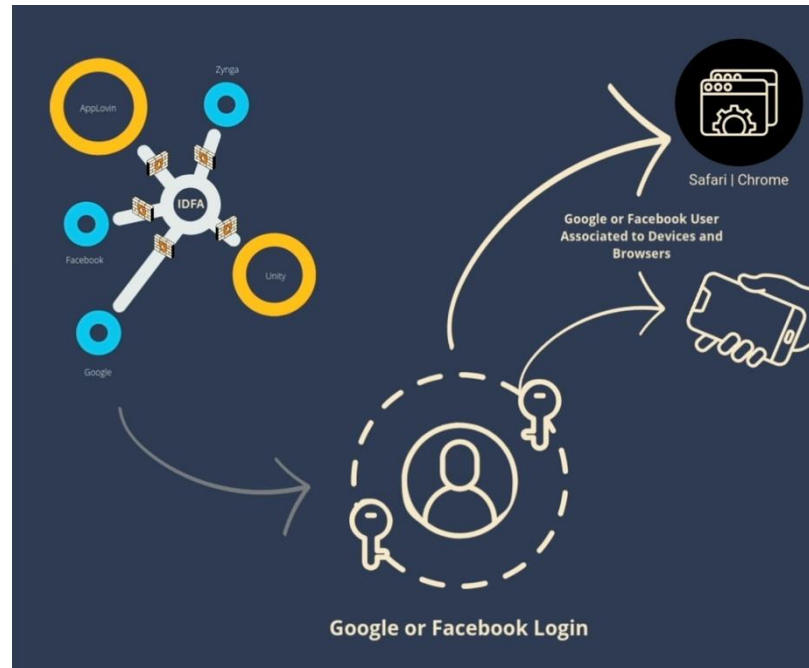 Zynga
AppLovin
IDFA
Facebook
Unity
Google
Safari | Chrome
Google or Facebook User
Associated to Devices and
Browsers
Google or Facebook Login